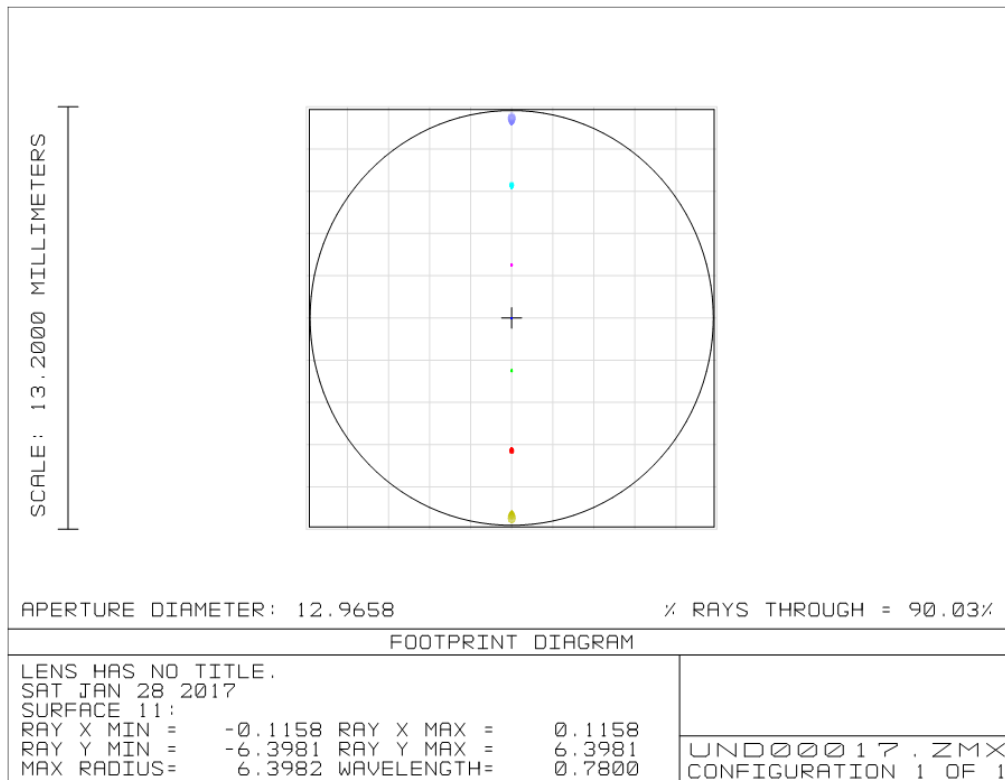 SCALE: 13.2000 MILLIMETERS
APERTURE DIAMETER: 12.9658
% RAYS THROUGH = 90.03%
FOOTPRINT DIAGRAM
LENS HAS NO TITLE.
SAT JAN 28 2017
SURFACE 11:
RAY X MIN = -0.1158 RAY X MAX = 0.1158
RAY Y MIN = -6.3981 RAY Y MAX = 6.3981
MAX RADIUS= 6.3982 WAVELENGTH= 0.7800
UND00017.ZMX
CONFIGURATION 1 OF 1